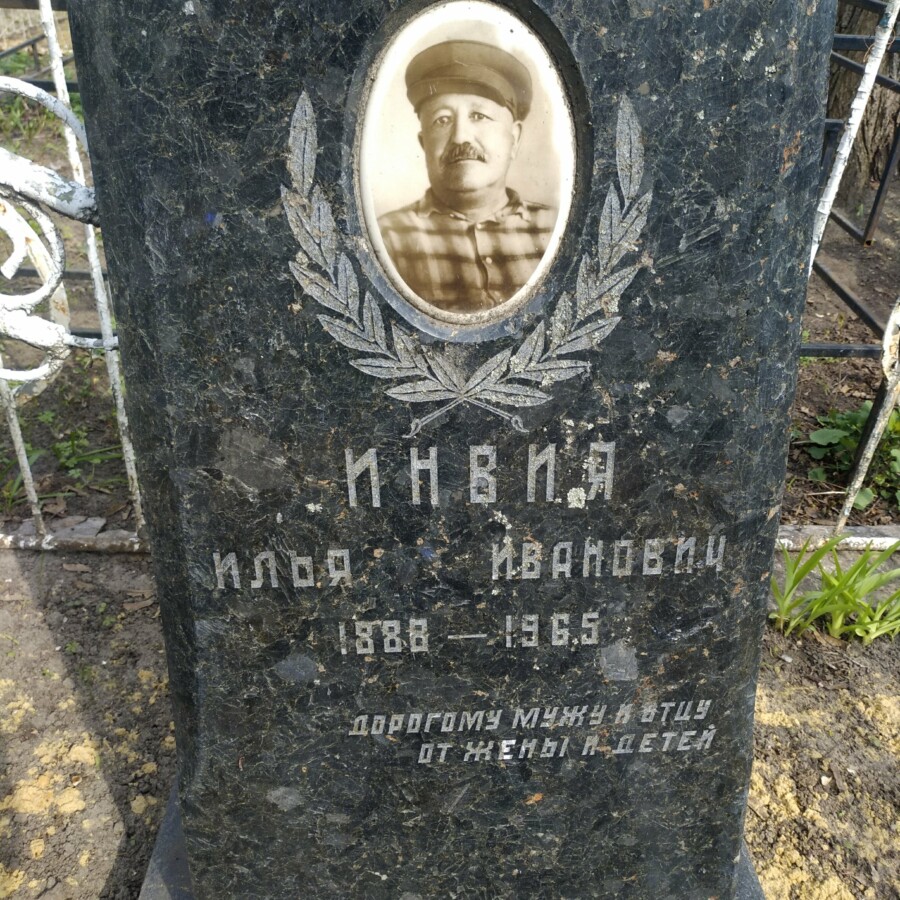 ИНВИЯ
ИЛЬЯ ИВАНОВИЧ
1888 — 1965
ДОРОГОМУ МУЖУ И ОТЦУ
ОТ ЖЕНЫ И ДЕТЕЙ